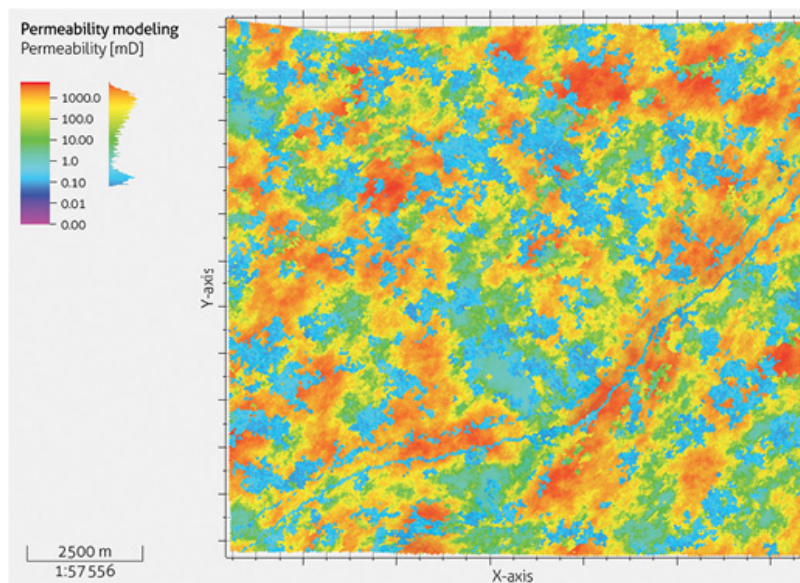 Permeability modeling
Permeability [mD]
1000.0
100.00
10.00
1.0
0.10
0.01
0.00
Y-axis
2500 m
1:57556
X-axis